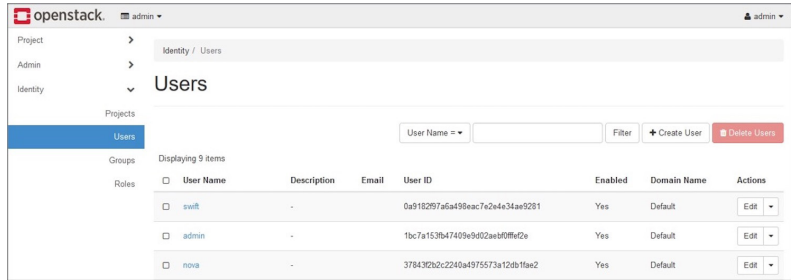 openstack. admin admin
Project
Admin
Identity
Projects
Users
Groups
Roles
Identity / Users
Users
User Name = Filter + Create User Delete Users
Displaying 9 items
User Name Description Email User ID Enabled Domain Name Actions
swift - 0a9182f97a6a498eac7e2e4e34ae9281 Yes Default Edit
admin - 1bc7a153fb47409e9d02aebf0fffef2e Yes Default Edit
nova - 37843f2b2c2240a4975573a12db1fae2 Yes Default Edit